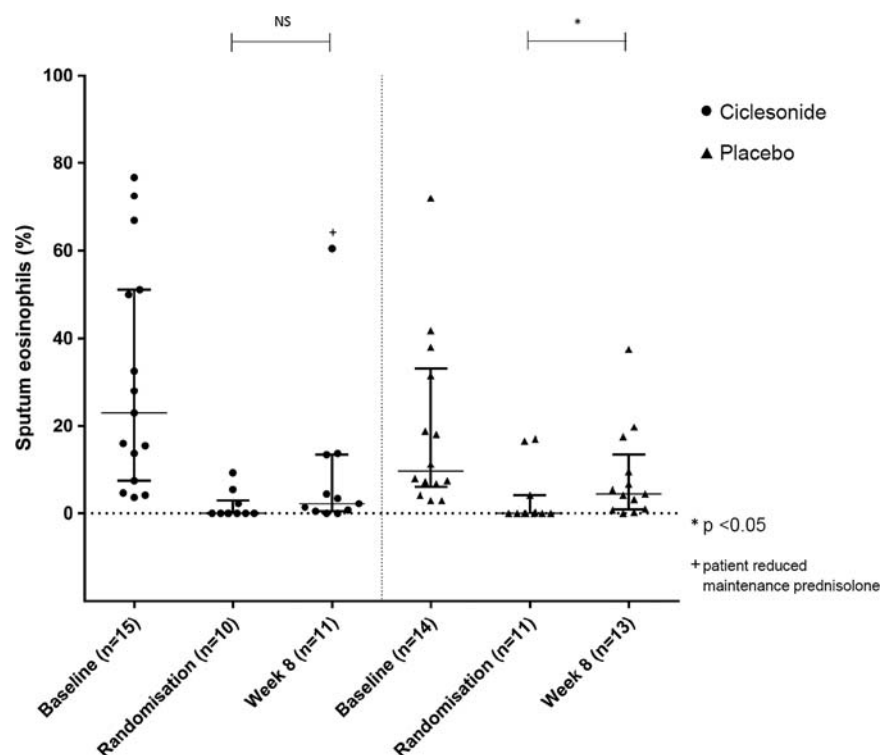 NS
*
100
80
60
40
20
0
Sputum eosinophils (%)
+
Ciclesonide
Placebo
* p <0.05
+ patient reduced
maintenance prednisolone
Baseline (n=15)
Randomisation (n=10)
Week 8 (n=11)
Baseline (n=14)
Randomisation (n=11)
Week 8 (n=13)